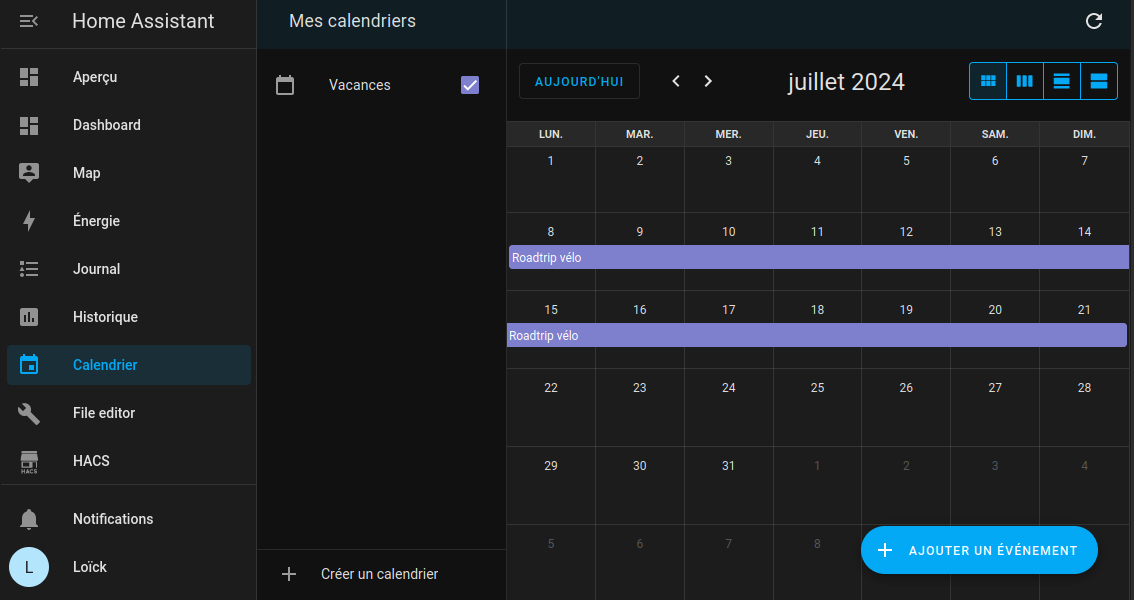 Home Assistant
Aperçu
Dashboard
Map
Énergie
Journal
Historique
Calendrier
File editor
HACS
HACS
Notifications
L
Loïck
Mes calendriers
Vacances
Créer un calendrier
AUJOURD'HUI
juillet 2024
LUN. MAR. MER. JEU. VEN. SAM. DIM.
1 2 3 4 5 6 7
8 9 10 11 12 13 14
Roadtrip vélo
15 16 17 18 19 20 21
Roadtrip vélo
22 23 24 25 26 27 28
29 30 31 1 2 3 4
5 6 7 8
AJOUTER UN ÉVÉNEMENT